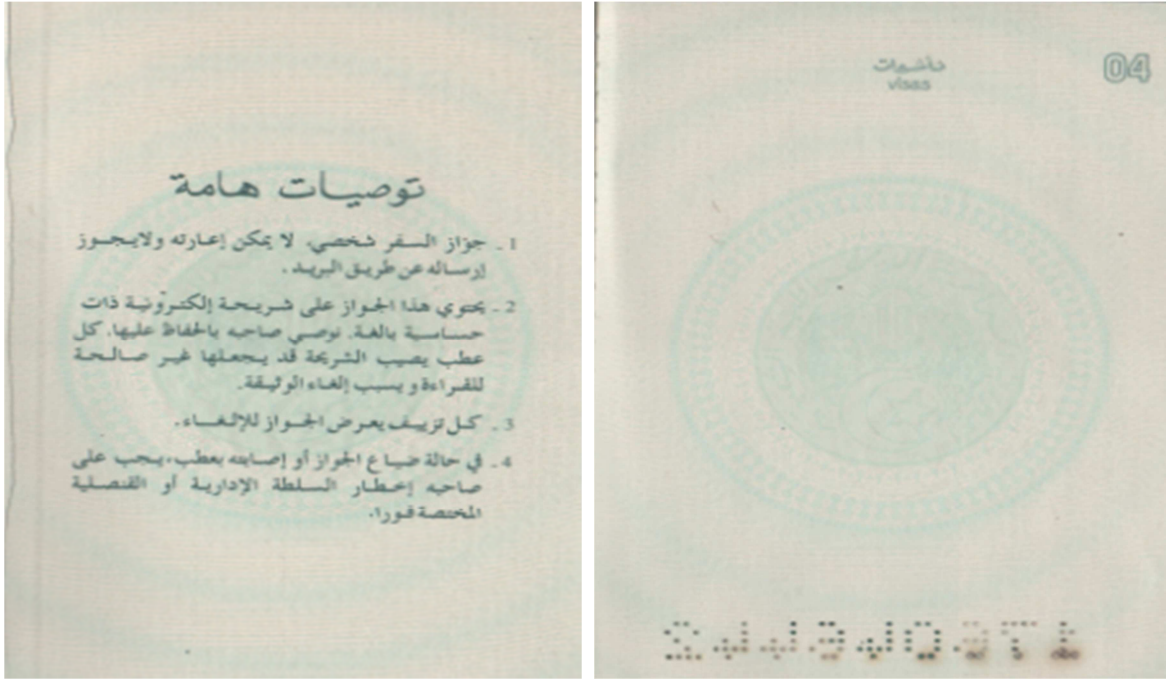 توصيات هامة
1 ـ جواز السفر شخصي، لا يمكن إعارته ولايجوز
إرساله عن طريق البريد .
2 ـ يحتوي هذا الجواز على شريحة إلكترونية ذات
حساسية بالغة. نوصي صاحبه بالحفاظ عليها. كل
عطب يصيب الشريحة قد يجعلها غير صالحة
للقراءة و يسبب إلغاء الوثيقة.
3 ـ كل تزييف يعرض الجواز للإلغاء .
4 ـ في حالة ضياع الجواز أو إصابته بعطب، يجب على
صاحبه إخطار السلطة الإدارية أو القنصلية
المختصة فورا.
تأشيرات
visas
04